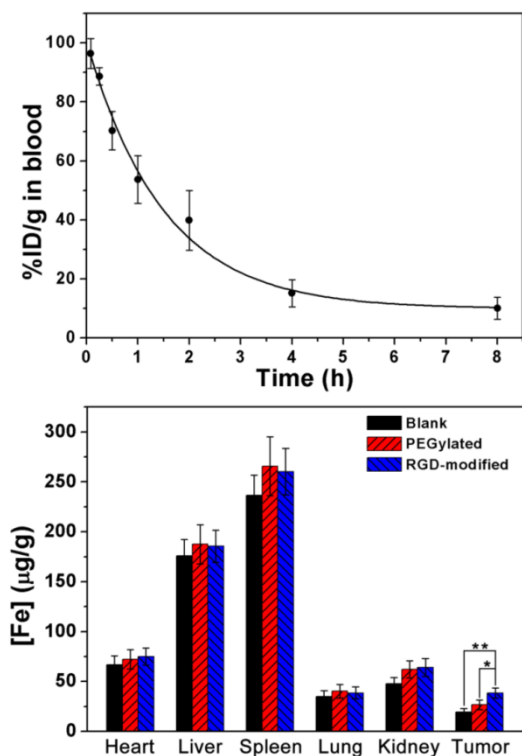 100
80
60
40
20
0
%ID/g in blood
0 1 2 3 4 5 6 7 8
Time (h)
300
250
200
150
100
50
0
[Fe] (μg/g)
Blank
PEGylated
RGD-modified
**
*
Heart Liver Spleen Lung Kidney Tumor